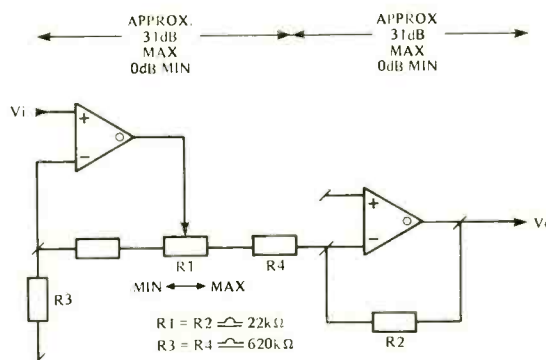 APPROX.
31dB
MAX
0dB MIN
APPROX.
31dB
MAX
0dB MIN
Vi
+
−
+
−
R1
R4
MIN ↔ MAX
R3
R2
R1 = R2 ≏ 22kΩ
R3 = R4 ≏ 620kΩ